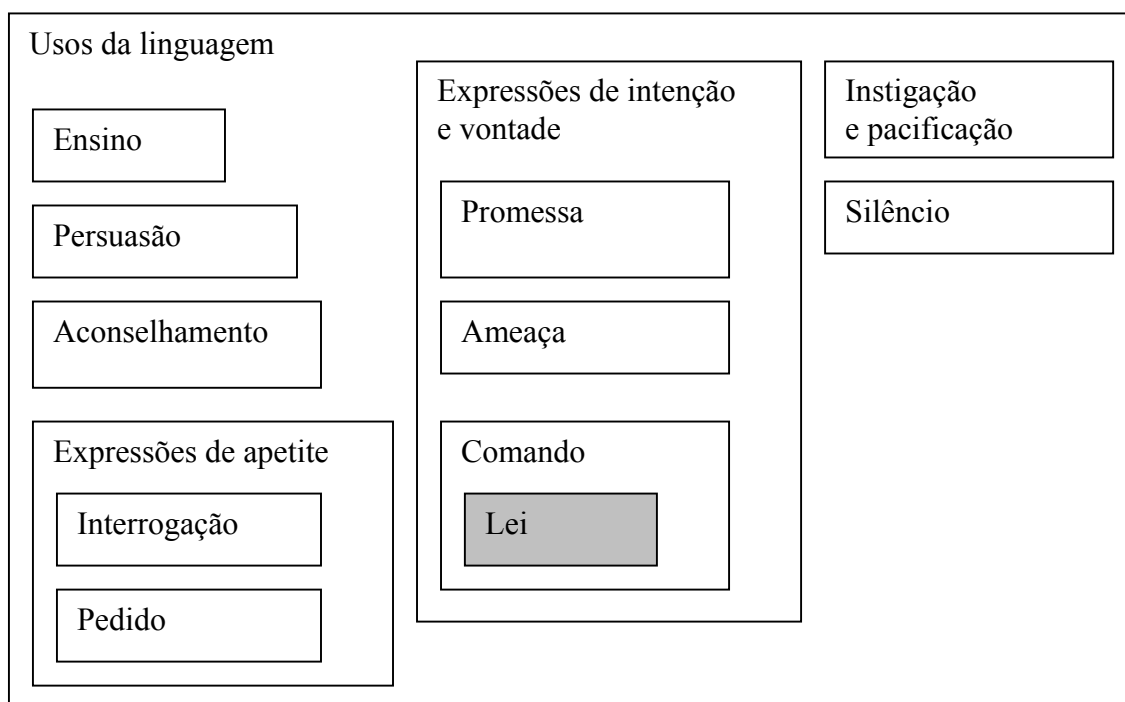 Usos da linguagem
Ensino
Persuasão
Aconselhamento
Expressões de apetite
Interrogação
Pedido
Expressões de intenção
e vontade
Promessa
Ameaça
Comando
Lei
Instigação
e pacificação
Silêncio